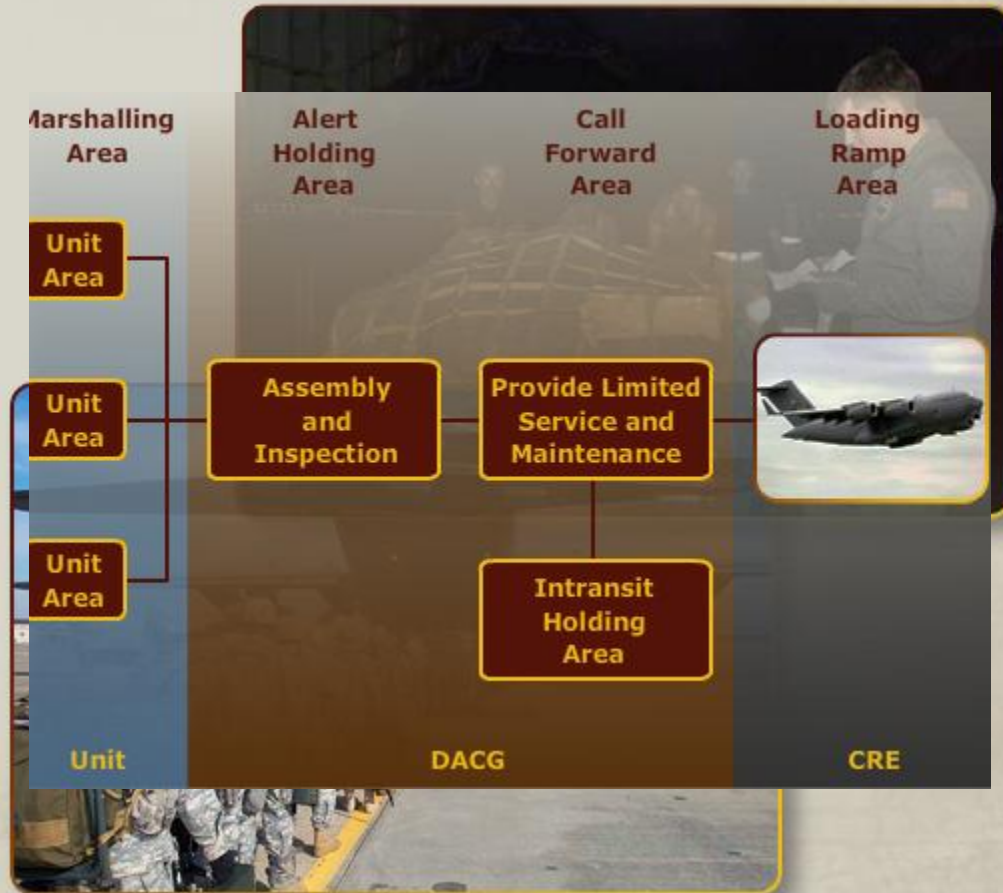 Marshalling
Area
Alert
Holding
Area
Call
Forward
Area
Loading
Ramp
Area
Unit
Area
Unit
Area
Unit
Area
Assembly
and
Inspection
Provide Limited
Service and
Maintenance
Intransit
Holding
Area
Unit
DACG
CRE